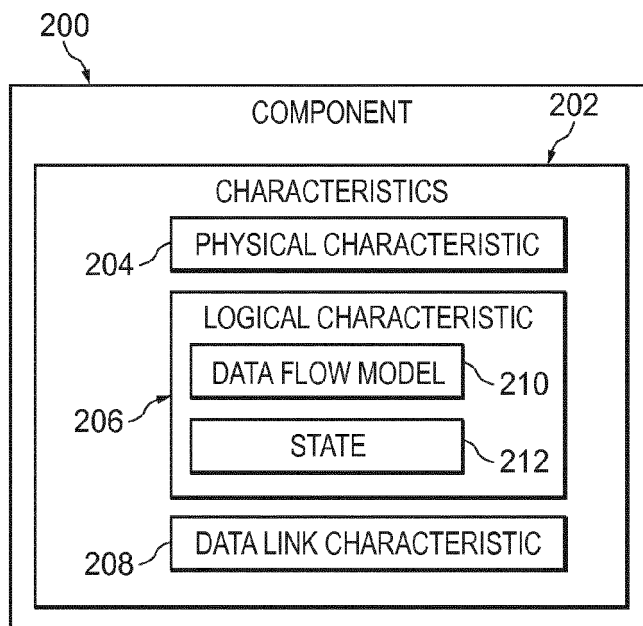 200
COMPONENT
202
CHARACTERISTICS
204 PHYSICAL CHARACTERISTIC
LOGICAL CHARACTERISTIC
DATA FLOW MODEL 210
206
STATE 212
208 DATA LINK CHARACTERISTIC